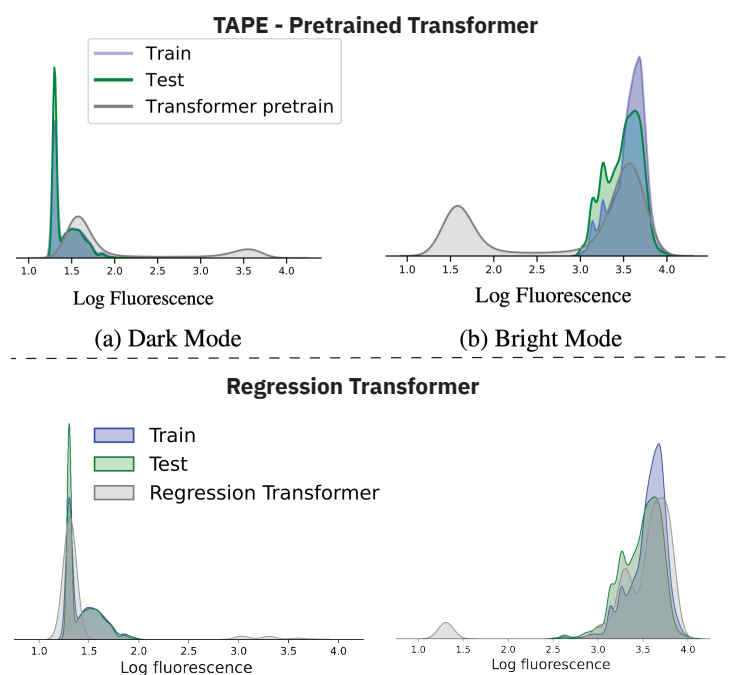 TAPE - Pretrained Transformer
Train
Test
Transformer pretrain
1.0 1.5 2.0 2.5 3.0 3.5 4.0
1.0 1.5 2.0 2.5 3.0 3.5 4.0
Log Fluorescence
Log Fluorescence
(a) Dark Mode
(b) Bright Mode
Regression Transformer
Train
Test
Regression Transformer
1.0 1.5 2.0 2.5 3.0 3.5 4.0
1.0 1.5 2.0 2.5 3.0 3.5 4.0
Log fluorescence
Log fluorescence